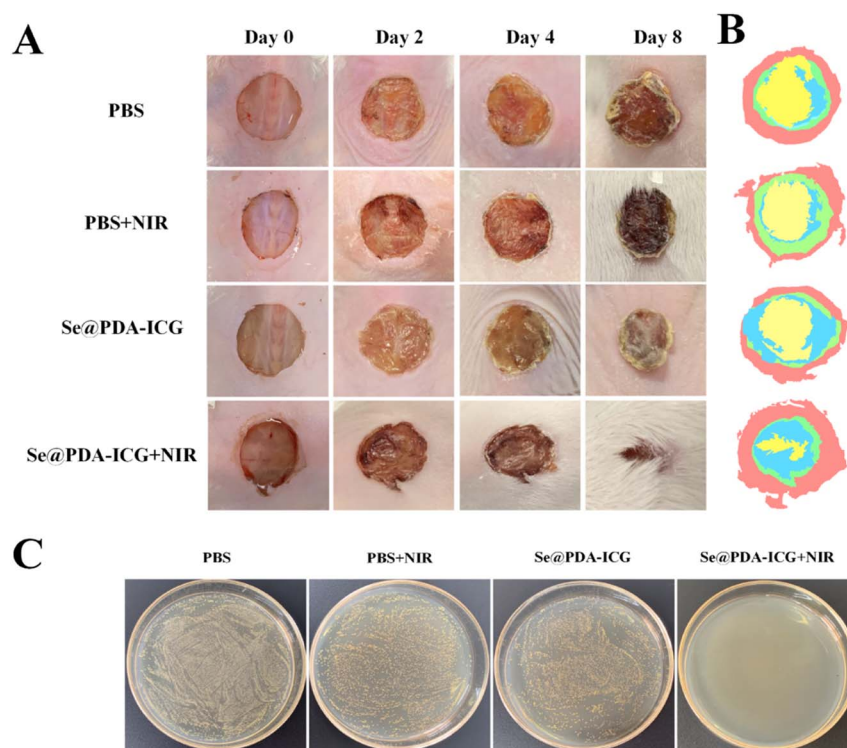 A
Day 0 Day 2 Day 4 Day 8
B
PBS
PBS+NIR
Se@PDA-ICG
Se@PDA-ICG+NIR
C
PBS PBS+NIR Se@PDA-ICG Se@PDA-ICG+NIR